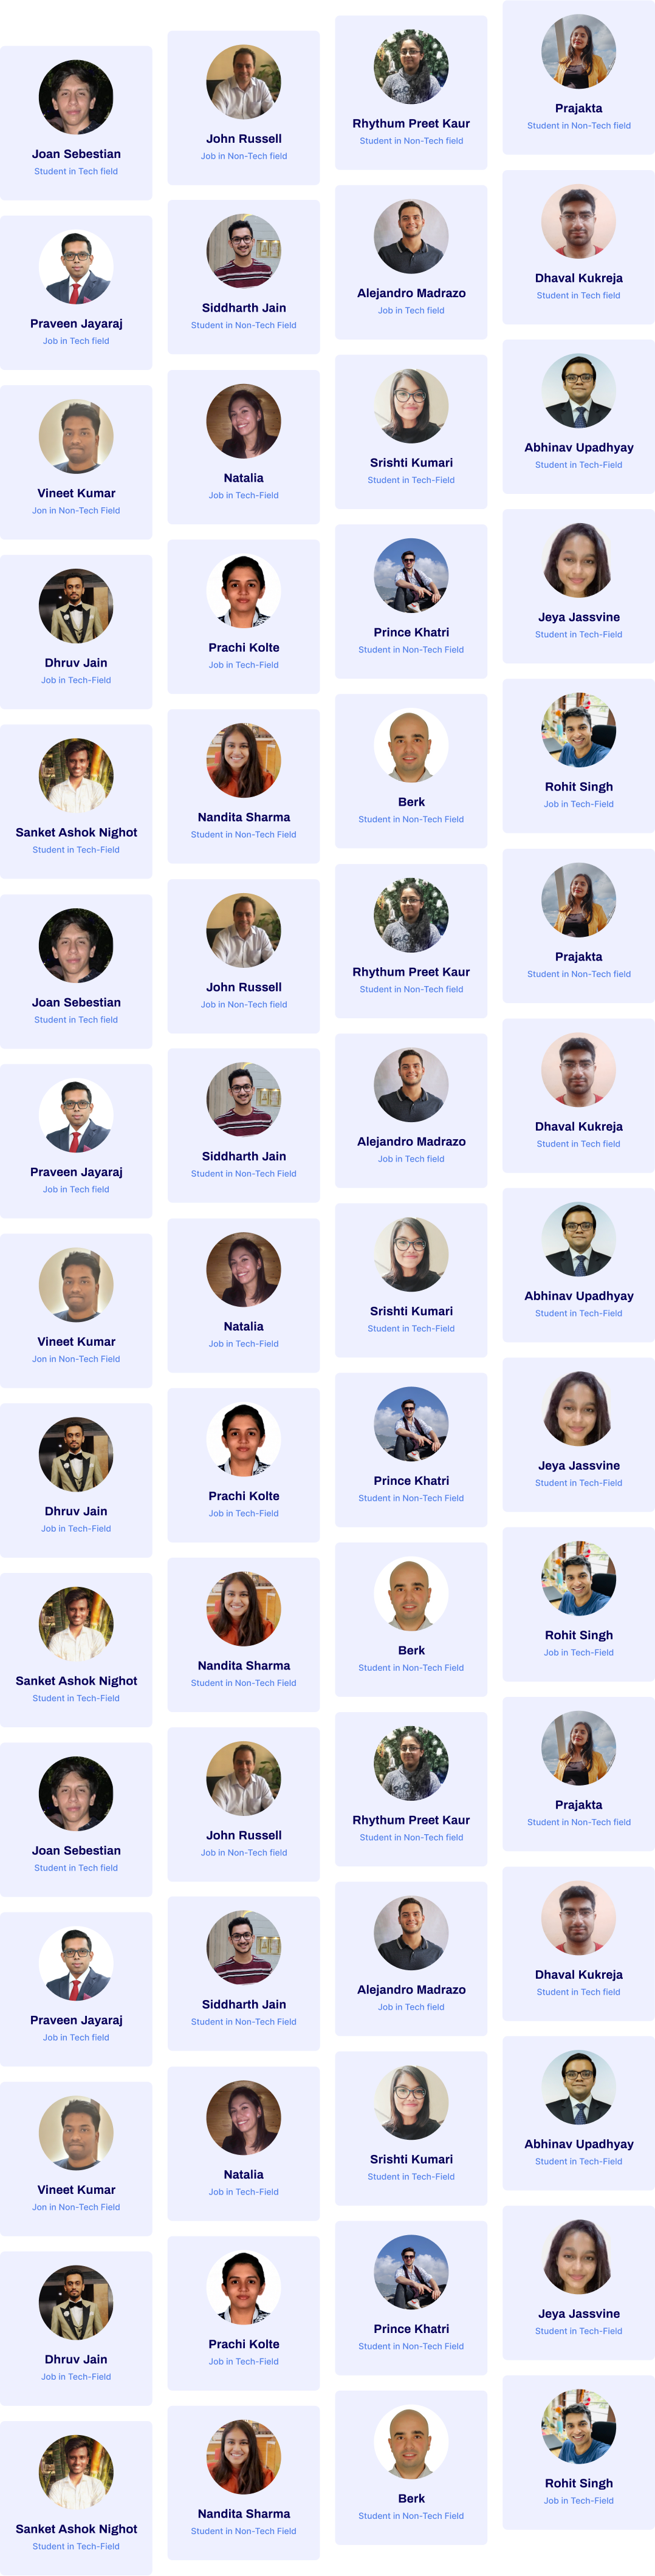 Joan Sebestian
Student in Tech field
Praveen Jayaraj
Job in Tech field
Vineet Kumar
Jon in Non-Tech Field
Dhruv Jain
Job in Tech-Field
Sanket Ashok Nighot
Student in Tech-Field
Joan Sebestian
Student in Tech field
Praveen Jayaraj
Job in Tech field
Vineet Kumar
Jon in Non-Tech Field
Dhruv Jain
Job in Tech-Field
Sanket Ashok Nighot
Student in Tech-Field
Joan Sebestian
Student in Tech field
Praveen Jayaraj
Job in Tech field
Vineet Kumar
Jon in Non-Tech Field
Dhruv Jain
Job in Tech-Field
Sanket Ashok Nighot
Student in Tech-Field
John Russell
Job in Non-Tech field
Siddharth Jain
Student in Non-Tech Field
Natalia
Job in Tech-Field
Prachi Kolte
Job in Tech-Field
Nandita Sharma
Student in Non-Tech Field
John Russell
Job in Non-Tech field
Siddharth Jain
Student in Non-Tech Field
Natalia
Job in Tech-Field
Prachi Kolte
Job in Tech-Field
Nandita Sharma
Student in Non-Tech Field
John Russell
Job in Non-Tech field
Siddharth Jain
Student in Non-Tech Field
Natalia
Job in Tech-Field
Prachi Kolte
Job in Tech-Field
Nandita Sharma
Student in Non-Tech Field
Rhythum Preet Kaur
Student in Non-Tech field
Alejandro Madrazo
Job in Tech field
Srishti Kumari
Student in Tech-Field
Prince Khatri
Student in Non-Tech Field
Berk
Student in Non-Tech Field
Rhythum Preet Kaur
Student in Non-Tech field
Alejandro Madrazo
Job in Tech field
Srishti Kumari
Student in Tech-Field
Prince Khatri
Student in Non-Tech Field
Berk
Student in Non-Tech Field
Rhythum Preet Kaur
Student in Non-Tech field
Alejandro Madrazo
Job in Tech field
Srishti Kumari
Student in Tech-Field
Prince Khatri
Student in Non-Tech Field
Berk
Student in Non-Tech Field
Prajakta
Student in Non-Tech field
Dhaval Kukreja
Student in Tech field
Abhinav Upadhyay
Student in Tech-Field
Jeya Jassvine
Student in Tech-Field
Rohit Singh
Job in Tech-Field
Prajakta
Student in Non-Tech field
Dhaval Kukreja
Student in Tech field
Abhinav Upadhyay
Student in Tech-Field
Jeya Jassvine
Student in Tech-Field
Rohit Singh
Job in Tech-Field
Prajakta
Student in Non-Tech field
Dhaval Kukreja
Student in Tech field
Abhinav Upadhyay
Student in Tech-Field
Jeya Jassvine
Student in Tech-Field
Rohit Singh
Job in Tech-Field